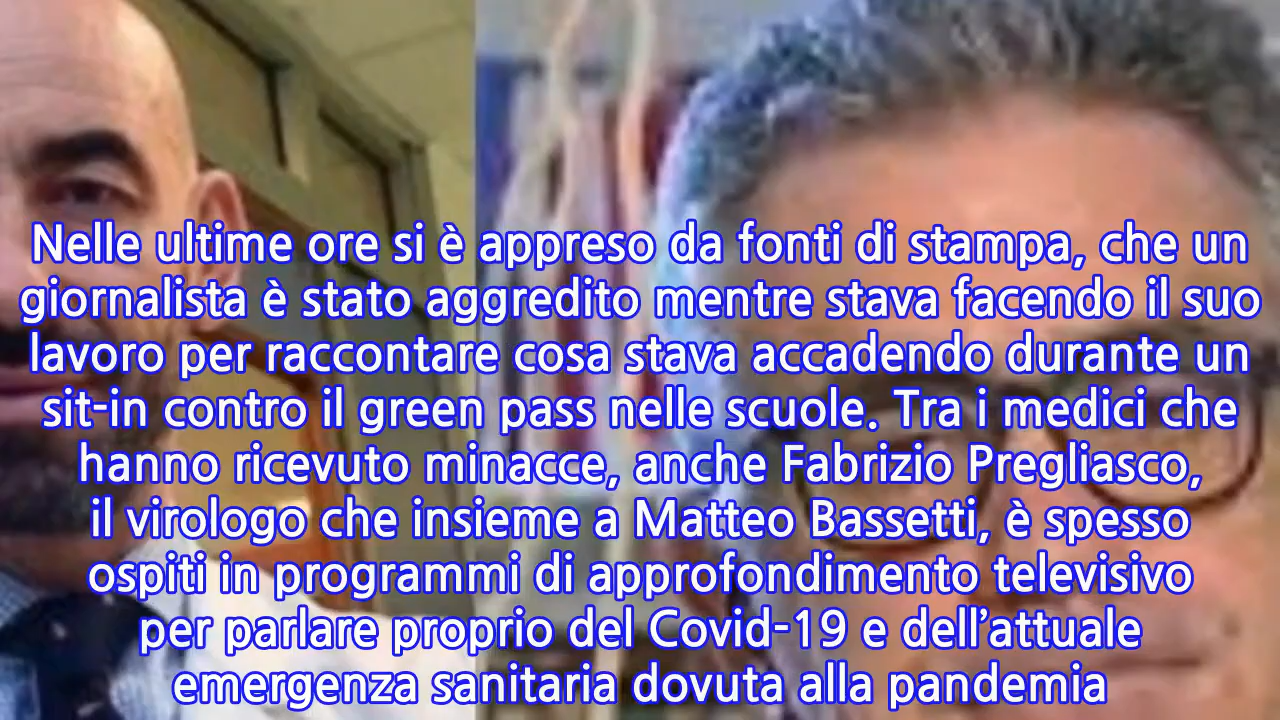 Nelle ultime ore si è appreso da fonti di stampa, che un
giornalista è stato aggredito mentre stava facendo il suo
lavoro per raccontare cosa stava accadendo durante un
sit-in contro il green pass nelle scuole. Tra i medici che
hanno ricevuto minacce, anche Fabrizio Pregliasco,
il virologo che insieme a Matteo Bassetti, è spesso
ospiti in programmi di approfondimento televisivo
per parlare proprio del Covid-19 e dell'attuale
emergenza sanitaria dovuta alla pandemia